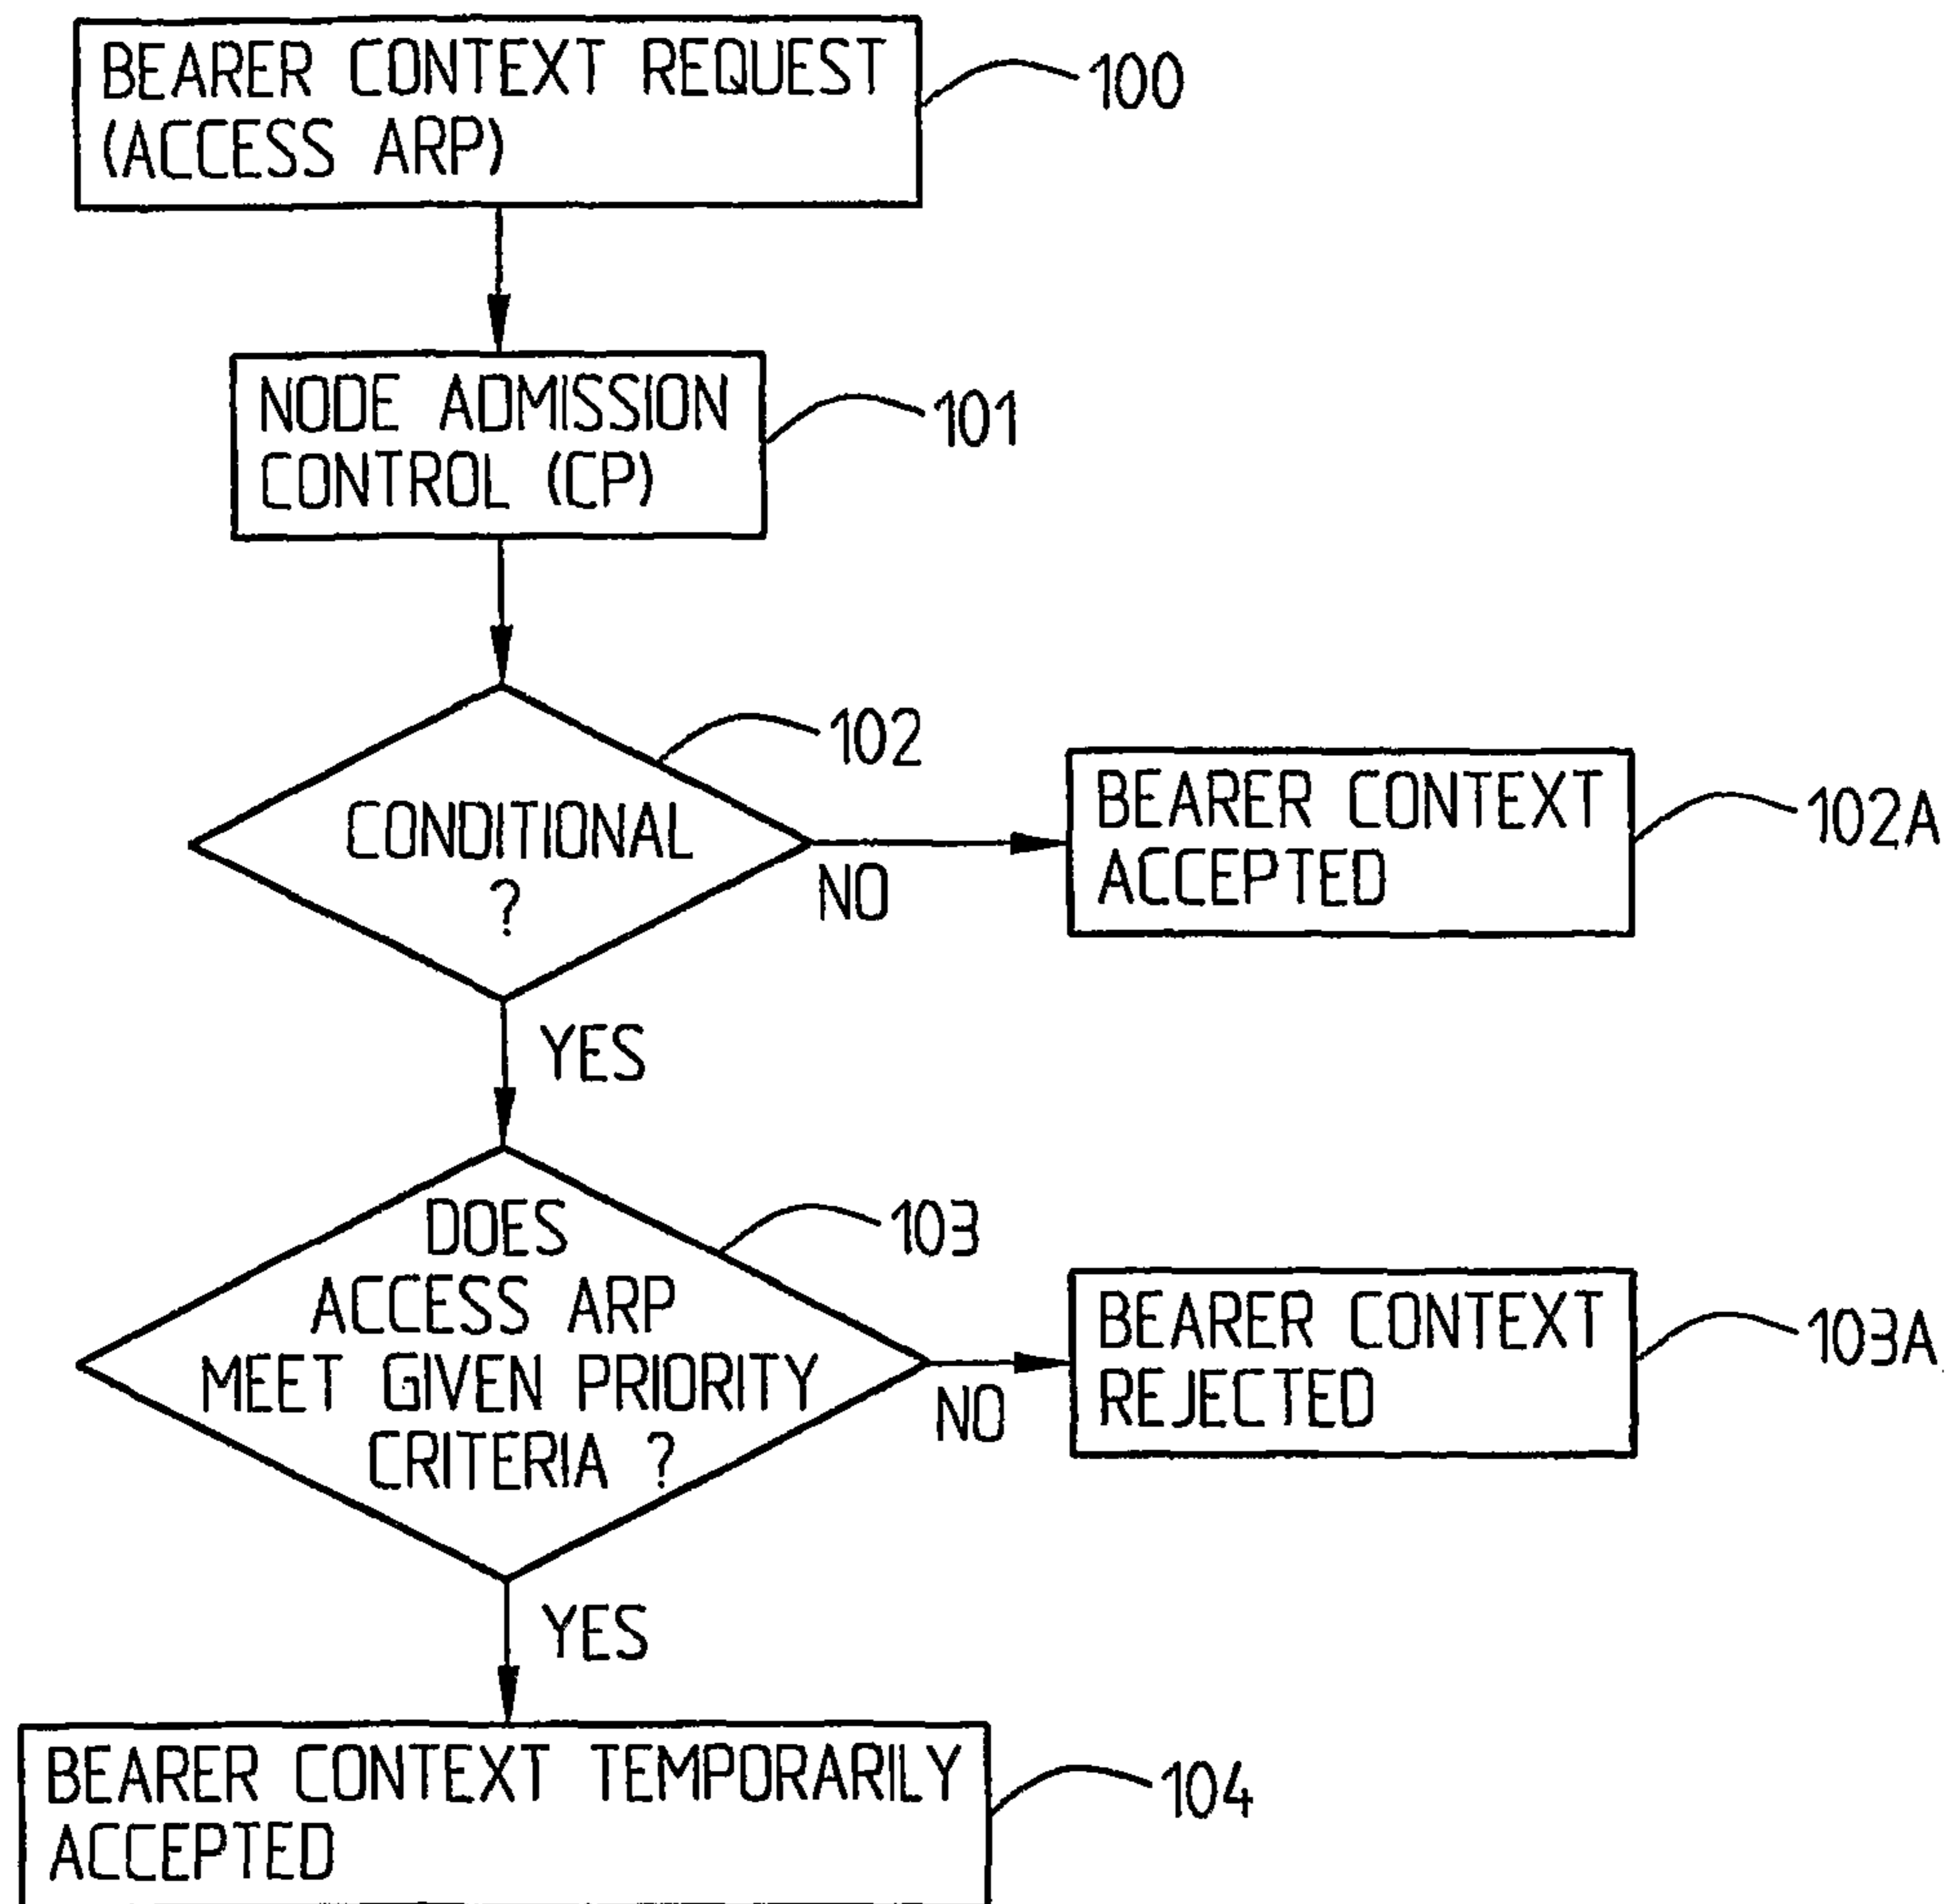 BEARER CONTEXT REQUEST
(ACCESS ARP)
100
NODE ADMISSION
CONTROL (CP)
101
CONDITIONAL
?
102
NO
BEARER CONTEXT
ACCEPTED
102A
YES
DOES
ACCESS ARP
MEET GIVEN PRIORITY
CRITERIA ?
103
NO
BEARER CONTEXT
REJECTED
103A
YES
BEARER CONTEXT TEMPORARILY
ACCEPTED
104